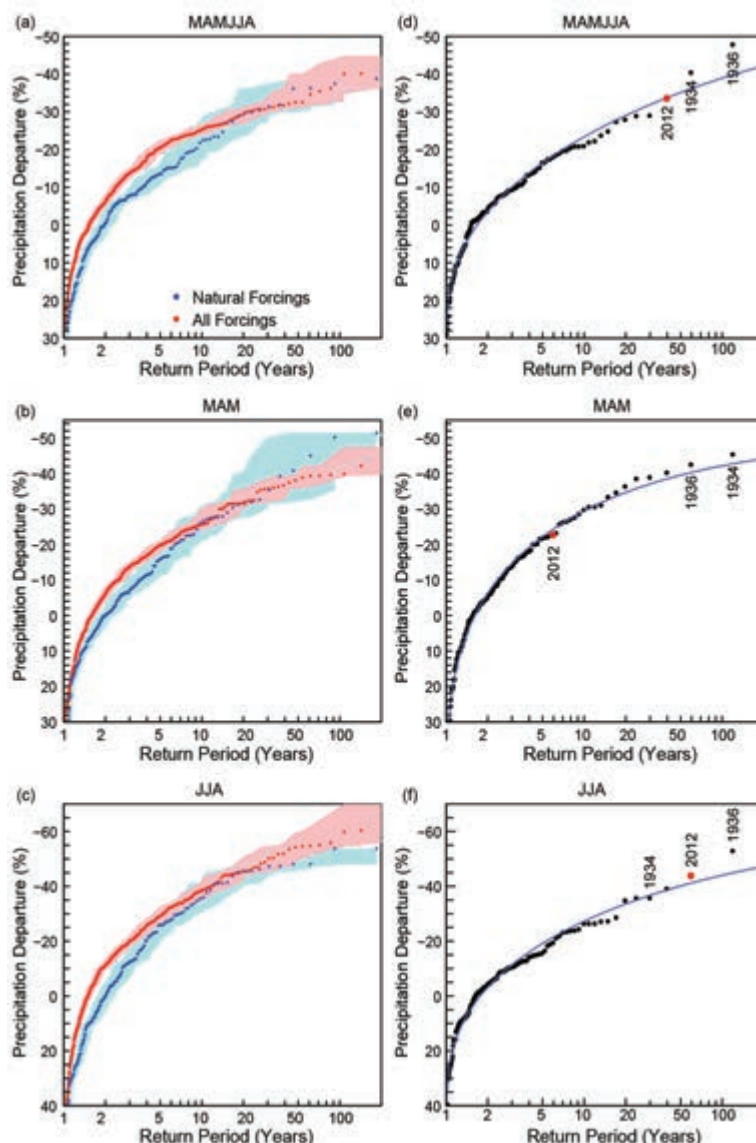 (a) MAMJJA
Precipitation Departure (%)
-50
-40
-30
-20
-10
0
10
20
30
Natural Forcings
All Forcings
1 2 5 10 20 50 100
Return Period (Years)
(d) MAMJJA
Precipitation Departure (%)
-50
-40
-30
-20
-10
0
10
20
30
2012
1934
1936
1 2 5 10 20 50 100
Return Period (Years)
(b) MAM
Precipitation Departure (%)
-50
-40
-30
-20
-10
0
10
20
30
1 2 5 10 20 50 100
Return Period (Years)
(e) MAM
Precipitation Departure (%)
-50
-40
-30
-20
-10
0
10
20
30
2012
1936
1934
1 2 5 10 20 50 100
Return Period (Years)
(c) JJA
Precipitation Departure (%)
-60
-40
-20
0
20
40
1 2 5 10 20 50 100
Return Period (Years)
(f) JJA
Precipitation Departure (%)
-60
-40
-20
0
20
40
1934
2012
1936
1 2 5 10 20 50 100
Return Period (Years)